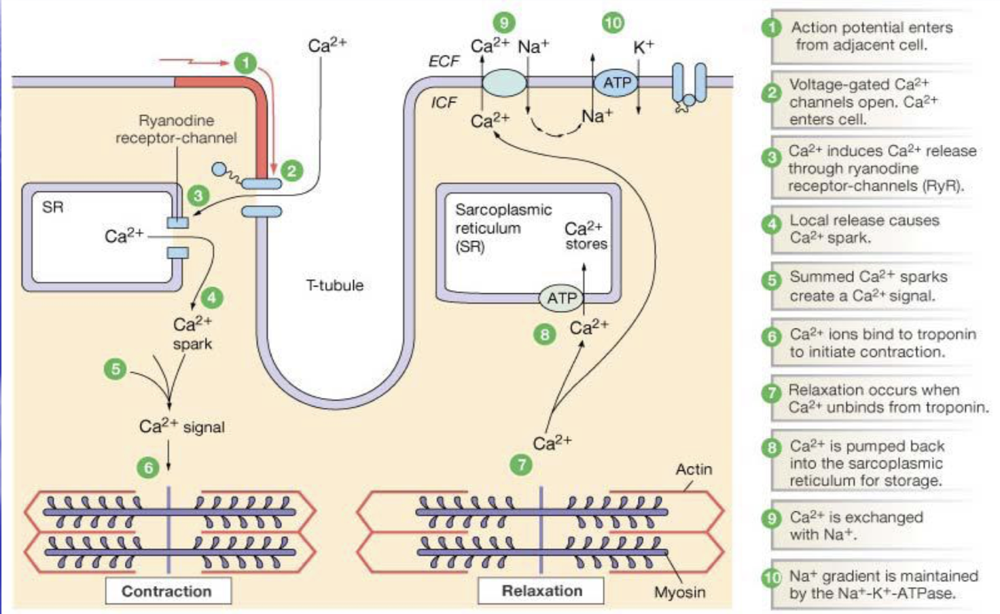 1
Ca2+
ECF
ICF
9
Ca2+ Na+
Ca2+
10
K+
ATP
Na+
Ryanodine
receptor-channel
2
3
SR
Ca2+
4
Ca2+
spark
5
Ca2+ signal
6
T-tubule
Sarcoplasmic
reticulum
(SR)
Ca2+
stores
ATP
8
Ca2+
Ca2+
7
Actin
Myosin
Contraction
Relaxation
1 Action potential enters
from adjacent cell.
2 Voltage-gated Ca2+
channels open. Ca2+
enters cell.
3 Ca2+ induces Ca2+ release
through ryanodine
receptor-channels (RyR).
4 Local release causes
Ca2+ spark.
5 Summed Ca2+ sparks
create a Ca2+ signal.
6 Ca2+ ions bind to troponin
to initiate contraction.
7 Relaxation occurs when
Ca2+ unbinds from troponin.
8 Ca2+ is pumped back
into the sarcoplasmic
reticulum for storage.
9 Ca2+ is exchanged
with Na+.
10 Na+ gradient is maintained
by the Na+-K+-ATPase.